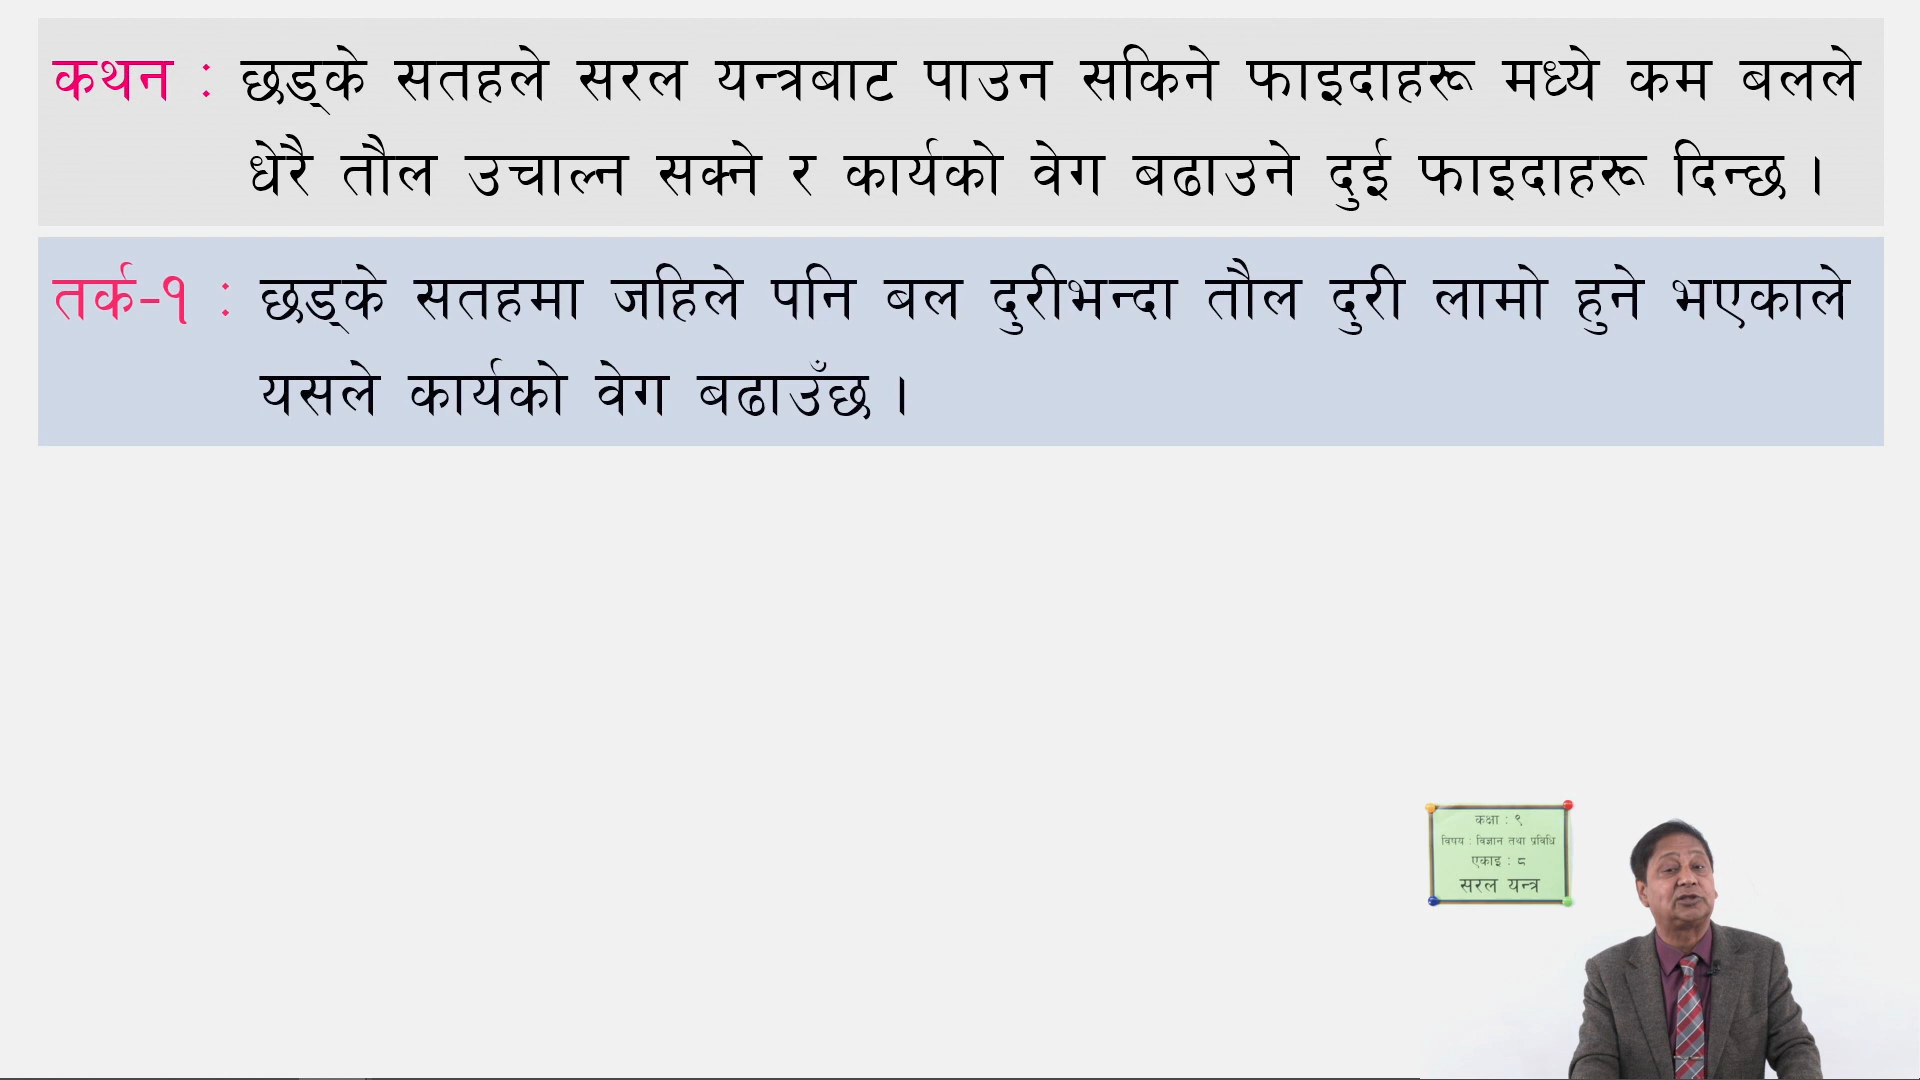 कथन : छड्के सतहले सरल यन्त्रबाट पाउन सकिने फाइदाहरू मध्ये कम बलले
धेरै तौल उचाल्न सक्ने र कार्यको वेग बढाउने दुई फाइदाहरू दिन्छ ।
तर्क-१ : छड्के सतहमा जहिले पनि बल दुरीभन्दा तौल दुरी लामो हुने भएकाले
यसले कार्यको वेग बढाउँछ ।
कक्षा : ९
विषय : विज्ञान तथा प्रविधि
एकाइ : ८
सरल यन्त्र